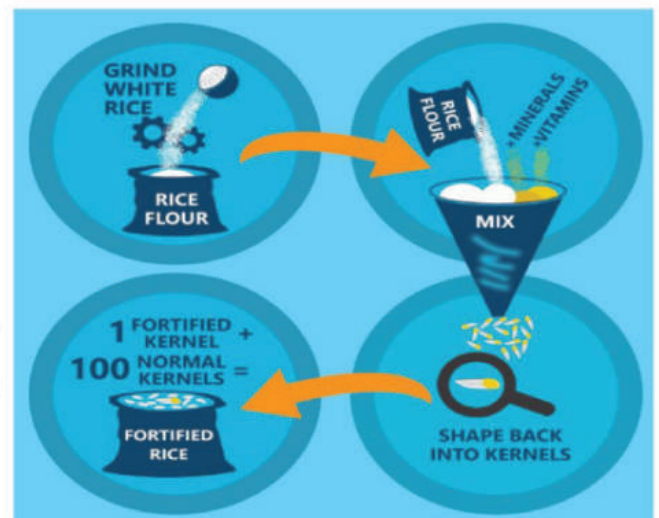 GRIND
WHITE
RICE
RICE
FLOUR
RICE
FLOUR
+MINERALS
+VITAMINS
MIX
SHAPE BACK
INTO KERNELS
1 FORTIFIED KERNEL +
100 NORMAL KERNELS =
FORTIFIED
RICE